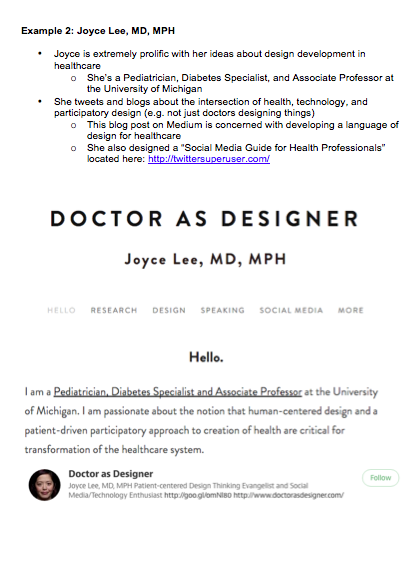 Example 2: Joyce Lee, MD, MPH
• Joyce is extremely prolific with her ideas about design development in
healthcare
o She's a Pediatrician, Diabetes Specialist, and Associate Professor at
the University of Michigan
• She tweets and blogs about the intersection of health, technology, and
participatory design (e.g. not just doctors designing things)
o This blog post on Medium is concerned with developing a language of
design for healthcare
o She also designed a "Social Media Guide for Health Professionals"
located here: http://twittersuperuser.com/
DOCTOR AS DESIGNER
Joyce Lee, MD, MPH
HELLO RESEARCH DESIGN SPEAKING SOCIAL MEDIA MORE
Hello.
I am a Pediatrician, Diabetes Specialist and Associate Professor at the University
of Michigan. I am passionate about the notion that human-centered design and a
patient-driven participatory approach to creation of health are critical for
transformation of the healthcare system.
Doctor as Designer
Follow
Joyce Lee, MD, MPH Patient-centered Design Thinking Evangelist and Social
Media/Technology Enthusiast http://goo.gl/omNl80 http://www.doctorasdesigner.com/